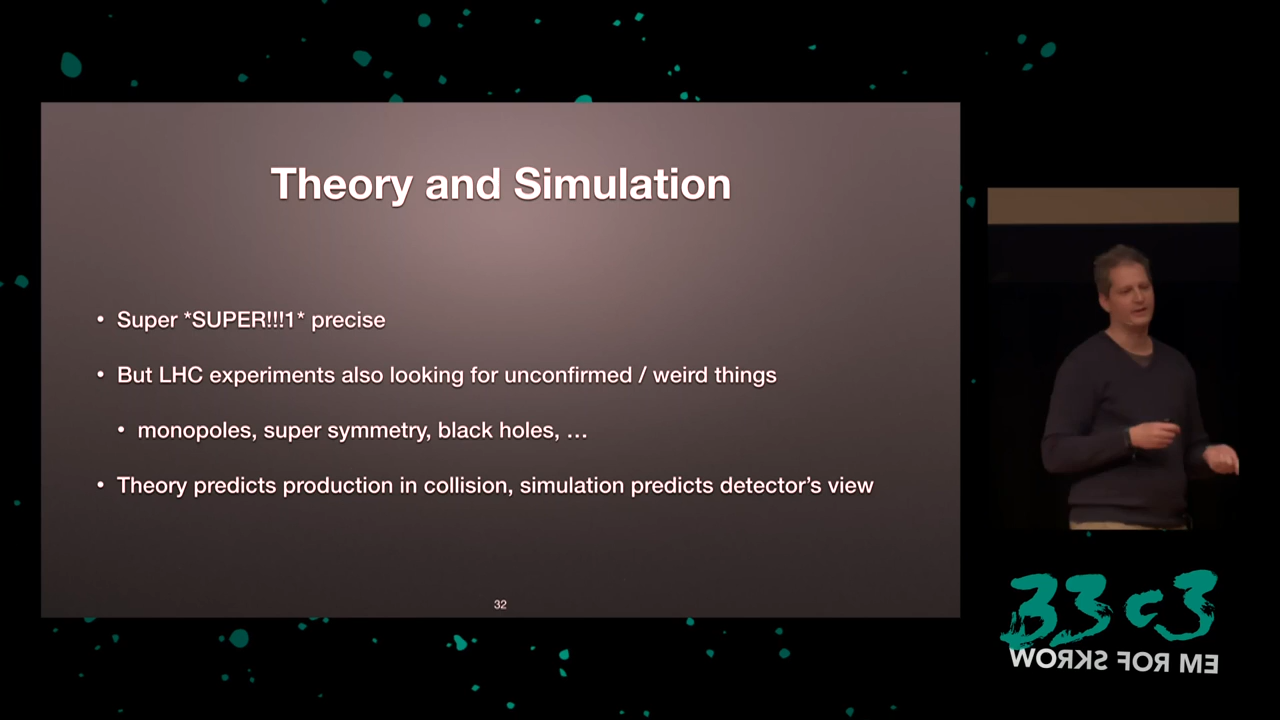 Theory and Simulation
• Super *SUPER!!!1* precise
• But LHC experiments also looking for unconfirmed / weird things
• monopoles, super symmetry, black holes, …
• Theory predicts production in collision, simulation predicts detector’s view
32
33c3
WORKS FOR ME